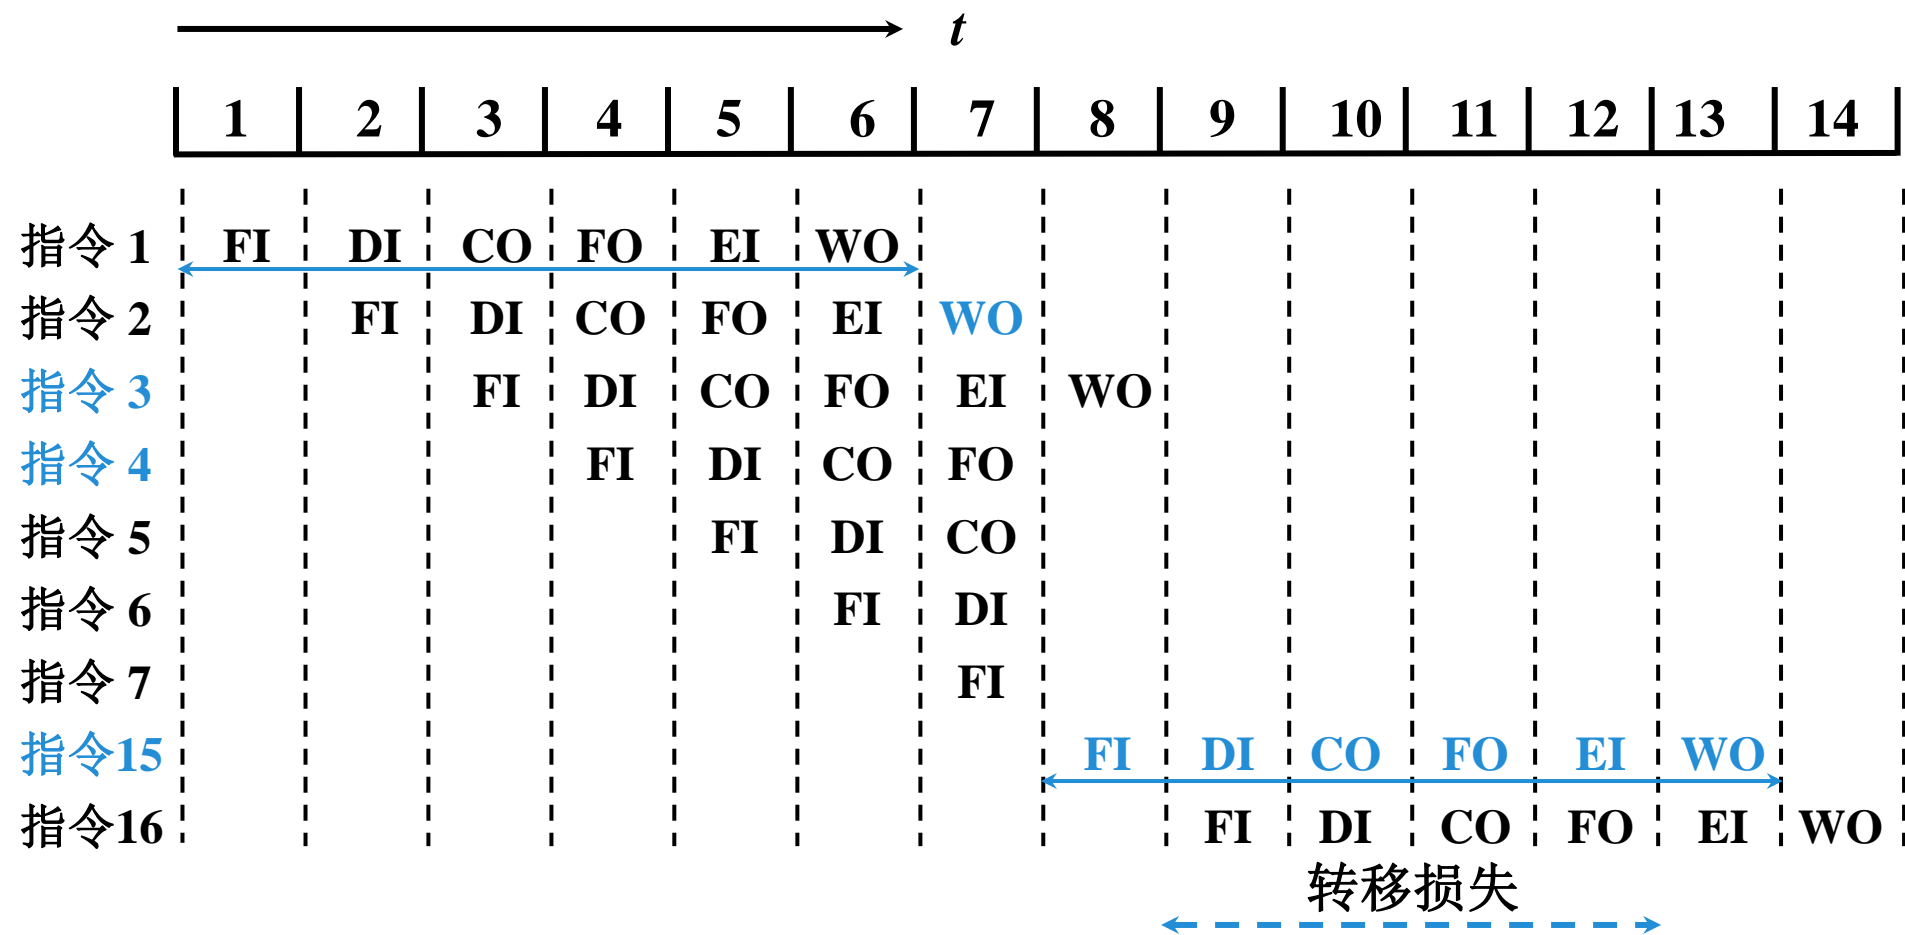 t
1 2 3 4 5 6 7 8 9 10 11 12 13 14
指令 1 FI DI CO FO EI WO
指令 2 FI DI CO FO EI WO
指令 3 FI DI CO FO EI WO
指令 4 FI DI CO FO
指令 5 FI DI CO
指令 6 FI DI
指令 7 FI
指令15 FI DI CO FO EI WO
指令16 FI DI CO FO EI WO
转移损失